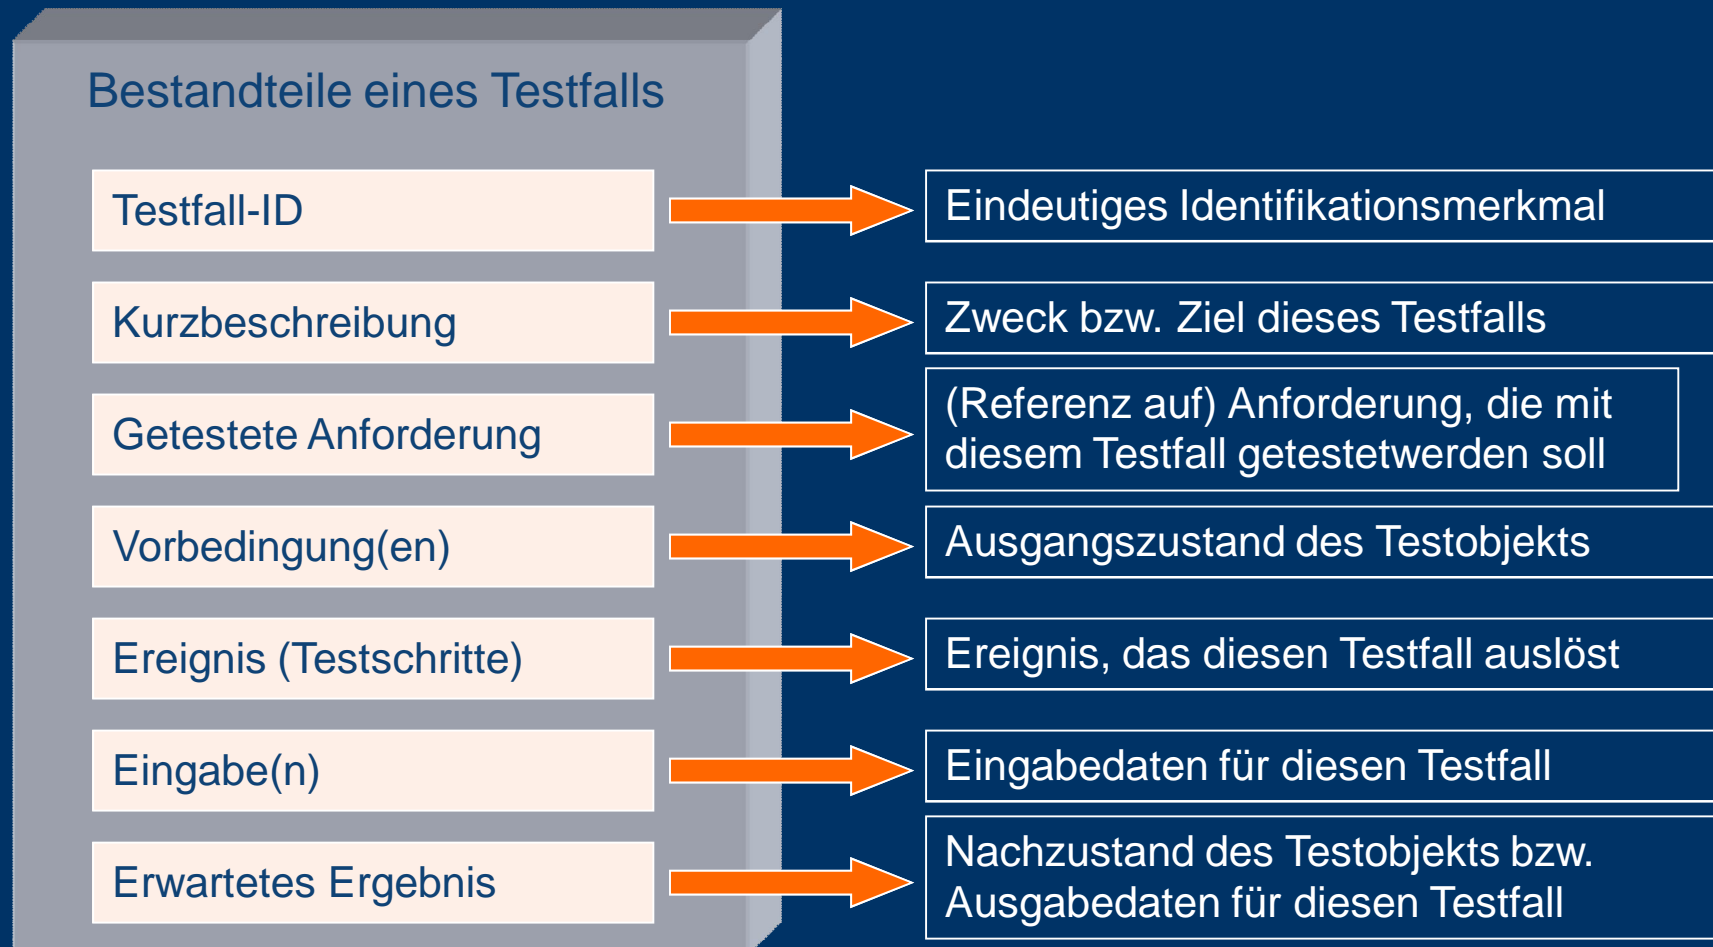 Bestandteile eines Testfalls
Testfall-ID
Eindeutiges Identifikationsmerkmal
Kurzbeschreibung
Zweck bzw. Ziel dieses Testfalls
Getestete Anforderung
(Referenz auf) Anforderung, die mit
diesem Testfall getestetwerden soll
Vorbedingung(en)
Ausgangszustand des Testobjekts
Ereignis (Testschritte)
Ereignis, das diesen Testfall auslöst
Eingabe(n)
Eingabedaten für diesen Testfall
Erwartetes Ergebnis
Nachzustand des Testobjekts bzw.
Ausgabedaten für diesen Testfall